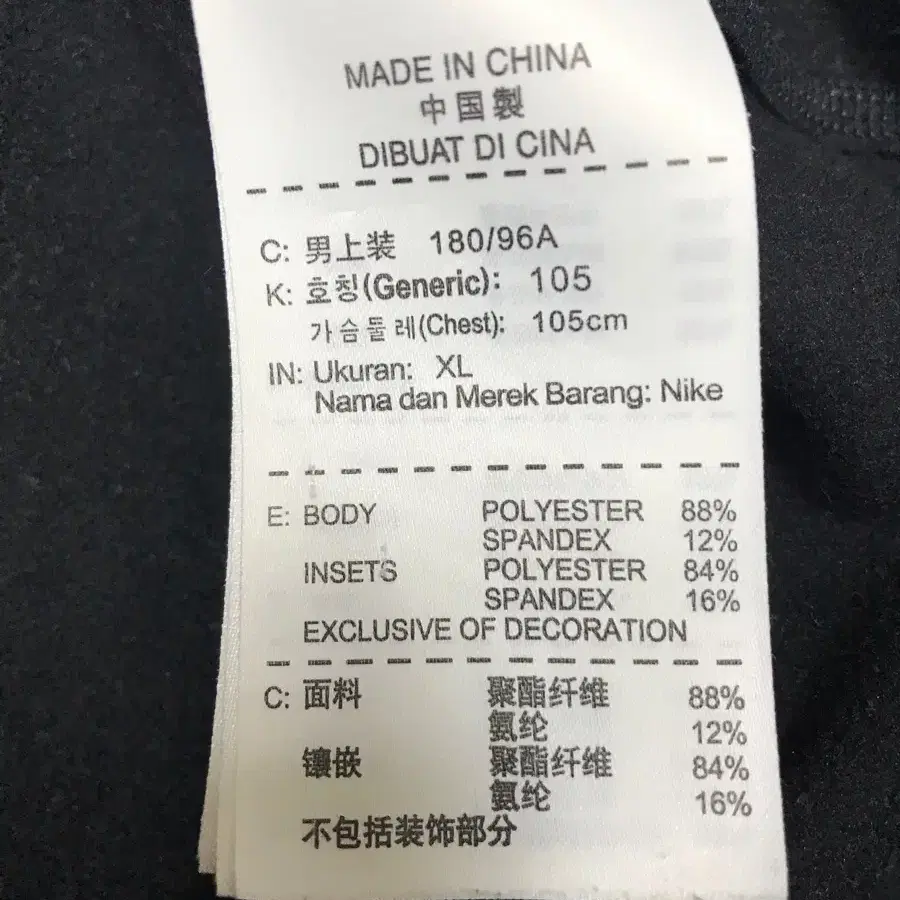 MADE IN CHINA
中国製
DIBUAT DI CINA
C: 男上装 180/96A
K: 호칭(Generic): 105
가슴둘레(Chest): 105cm
IN: Ukuran: XL
Nama dan Merek Barang: Nike
E: BODY POLYESTER 88%
SPANDEX 12%
INSETS POLYESTER 84%
SPANDEX 16%
EXCLUSIVE OF DECORATION
C: 面料 聚酯纤维 88%
氨纶 12%
镶嵌 聚酯纤维 84%
氨纶 16%
不包括装饰部分